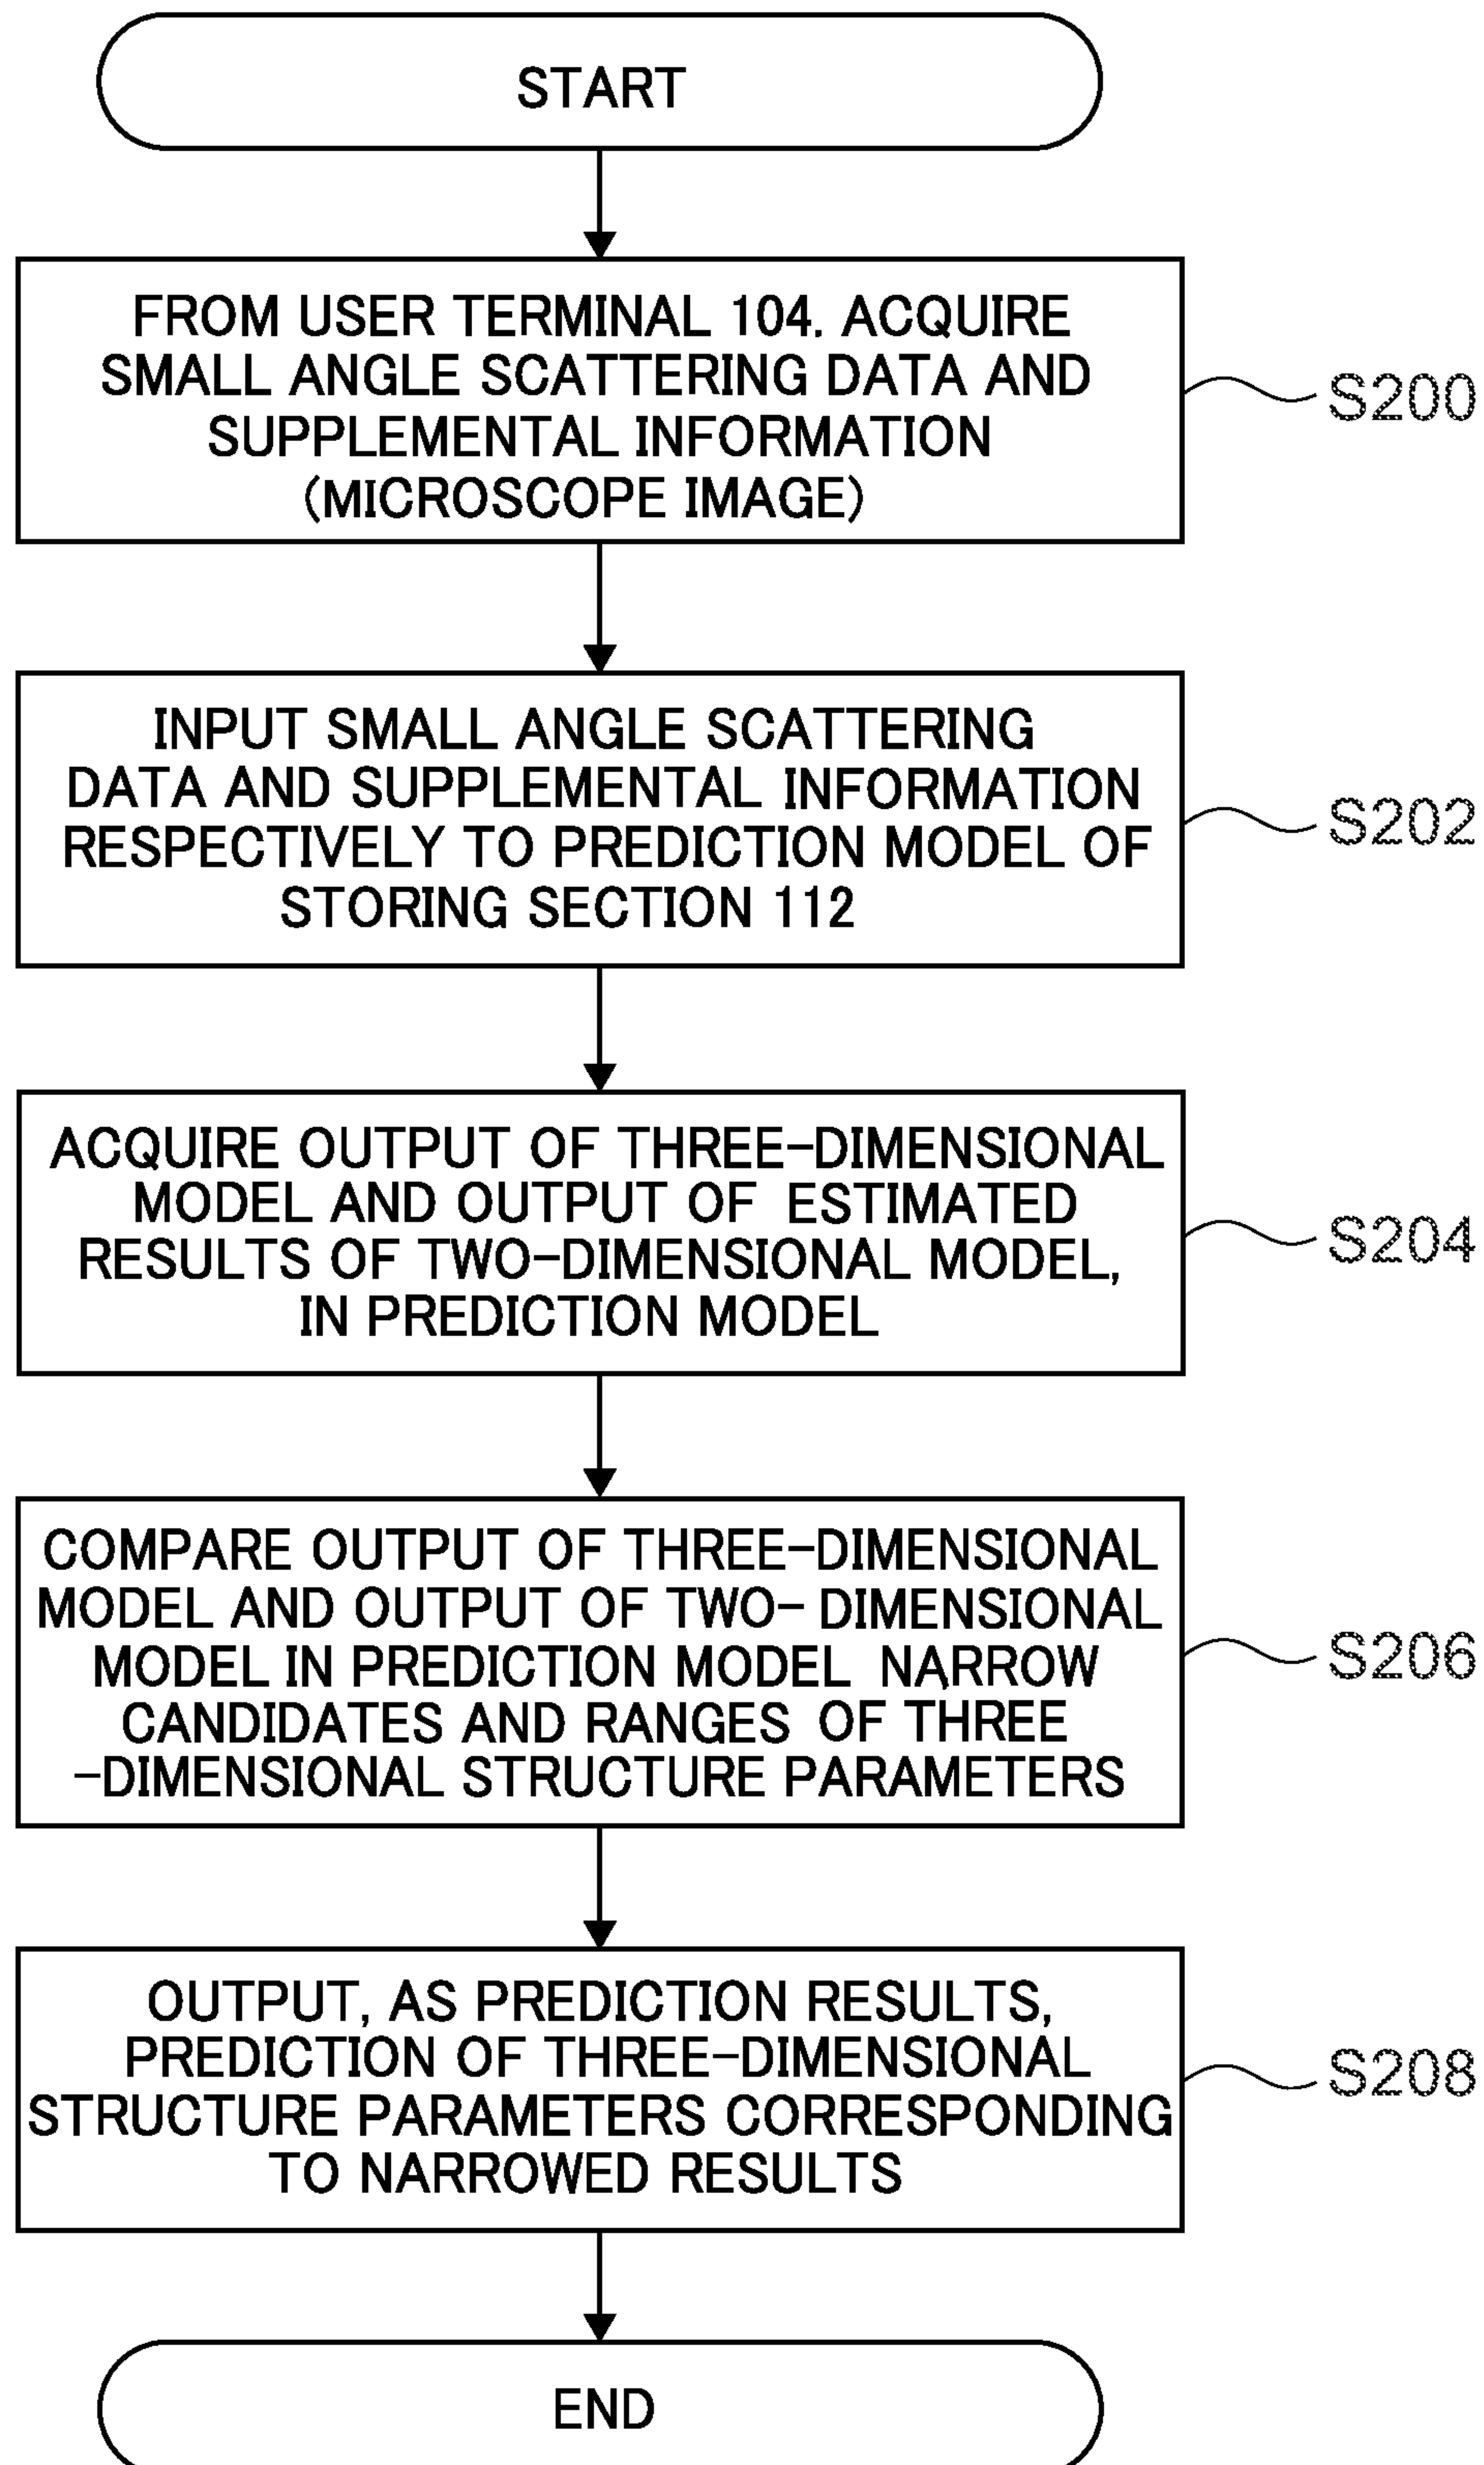 START
FROM USER TERMINAL 104, ACQUIRE
SMALL ANGLE SCATTERING DATA AND
SUPPLEMENTAL INFORMATION
(MICROSCOPE IMAGE)
S200
INPUT SMALL ANGLE SCATTERING
DATA AND SUPPLEMENTAL INFORMATION
RESPECTIVELY TO PREDICTION MODEL OF
STORING SECTION 112
S202
ACQUIRE OUTPUT OF THREE-DIMENSIONAL
MODEL AND OUTPUT OF ESTIMATED
RESULTS OF TWO-DIMENSIONAL MODEL,
IN PREDICTION MODEL
S204
COMPARE OUTPUT OF THREE-DIMENSIONAL
MODEL AND OUTPUT OF TWO- DIMENSIONAL
MODEL IN PREDICTION MODEL NARROW
CANDIDATES AND RANGES OF THREE
-DIMENSIONAL STRUCTURE PARAMETERS
S206
OUTPUT, AS PREDICTION RESULTS,
PREDICTION OF THREE-DIMENSIONAL
STRUCTURE PARAMETERS CORRESPONDING
TO NARROWED RESULTS
S208
END